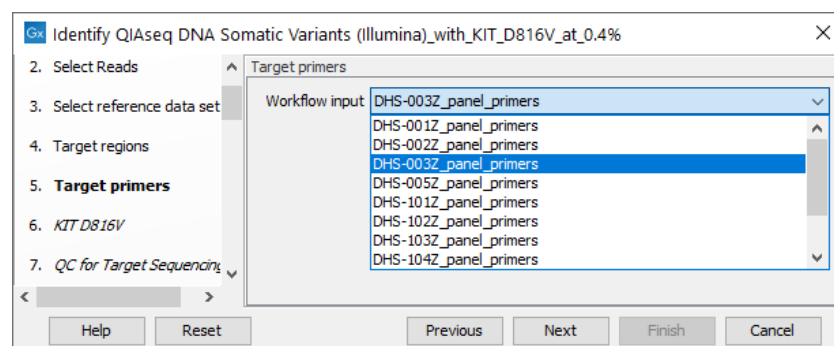 Gx Identify QIAseq DNA Somatic Variants (Illumina)_with_KIT_D816V_at_0.4%
2. Select Reads
3. Select reference data set
4. Target regions
5. Target primers
6. KIT D816V
7. QC for Target Sequencing
Target primers
Workflow input DHS-003Z_panel_primers
DHS-001Z_panel_primers
DHS-002Z_panel_primers
DHS-003Z_panel_primers
DHS-005Z_panel_primers
DHS-101Z_panel_primers
DHS-102Z_panel_primers
DHS-103Z_panel_primers
DHS-104Z_panel_primers
Help Reset Previous Next Finish Cancel